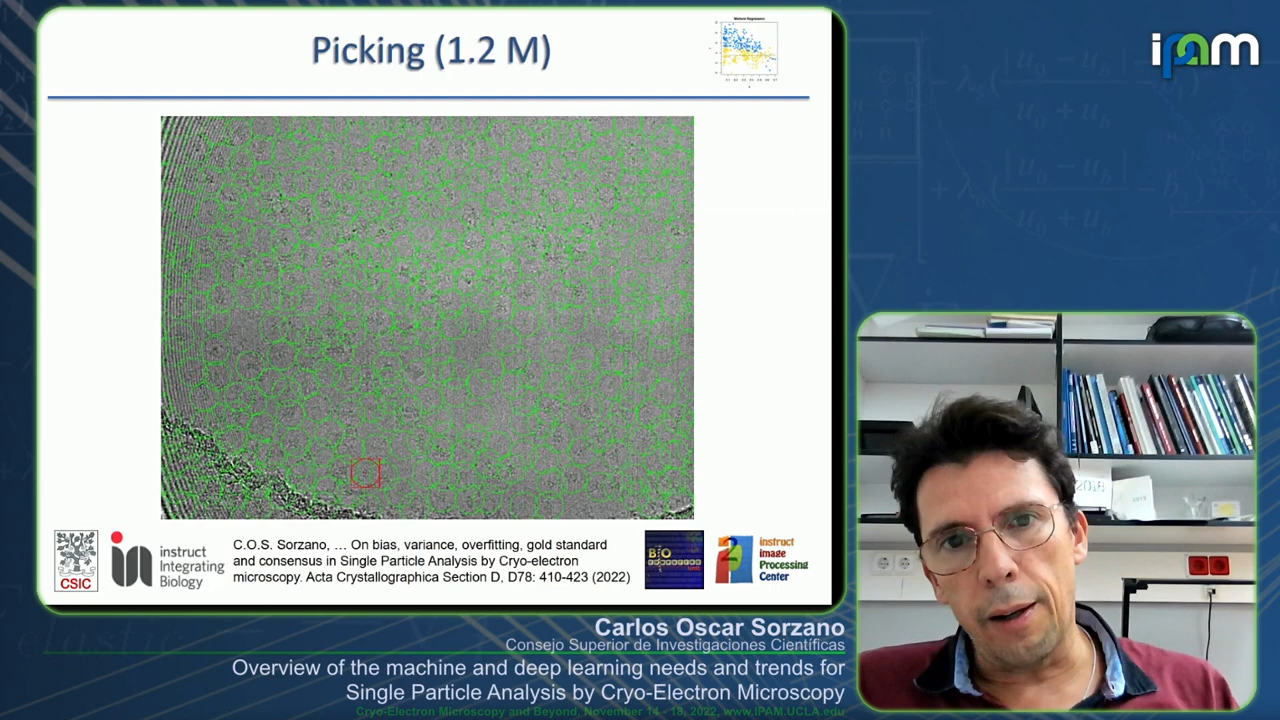 Picking (1.2 M)
Mixture Regression
ipam
CSIC
instruct
Integrating
Biology
C.O.S. Sorzano, ... On bias, variance, overfitting, gold standard
and consensus in Single Particle Analysis by Cryo-electron
microscopy. Acta Crystallographica Section D, D78: 410-423 (2022)
instruct
image
Processing
Center
Carlos Oscar Sorzano
Consejo Superior de Investigaciones Científicas
Overview of the machine and deep learning needs and trends for
Single Particle Analysis by Cryo-Electron Microscopy
Cryo-Electron Microscopy and Beyond, November 14 - 18, 2022, www.IPAM.UCLA.edu